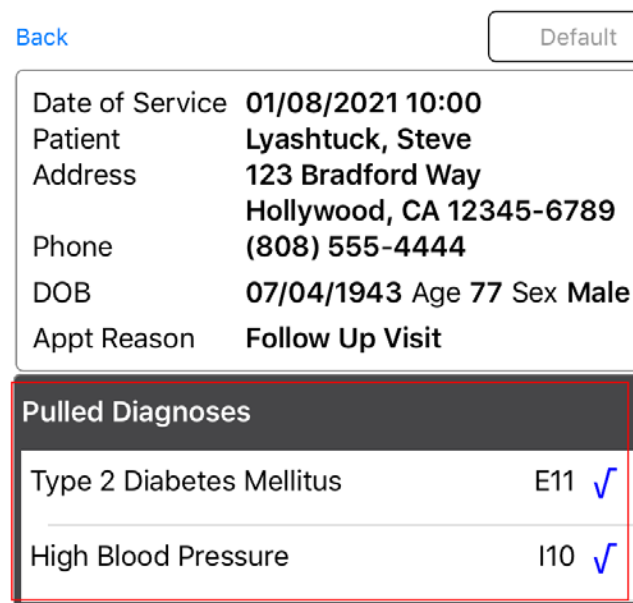 Back Default
Date of Service 01/08/2021 10:00
Patient Lyashtuck, Steve
Address 123 Bradford Way
Hollywood, CA 12345-6789
Phone (808) 555-4444
DOB 07/04/1943 Age 77 Sex Male
Appt Reason Follow Up Visit
Pulled Diagnoses
Type 2 Diabetes Mellitus E11 √
High Blood Pressure I10 √